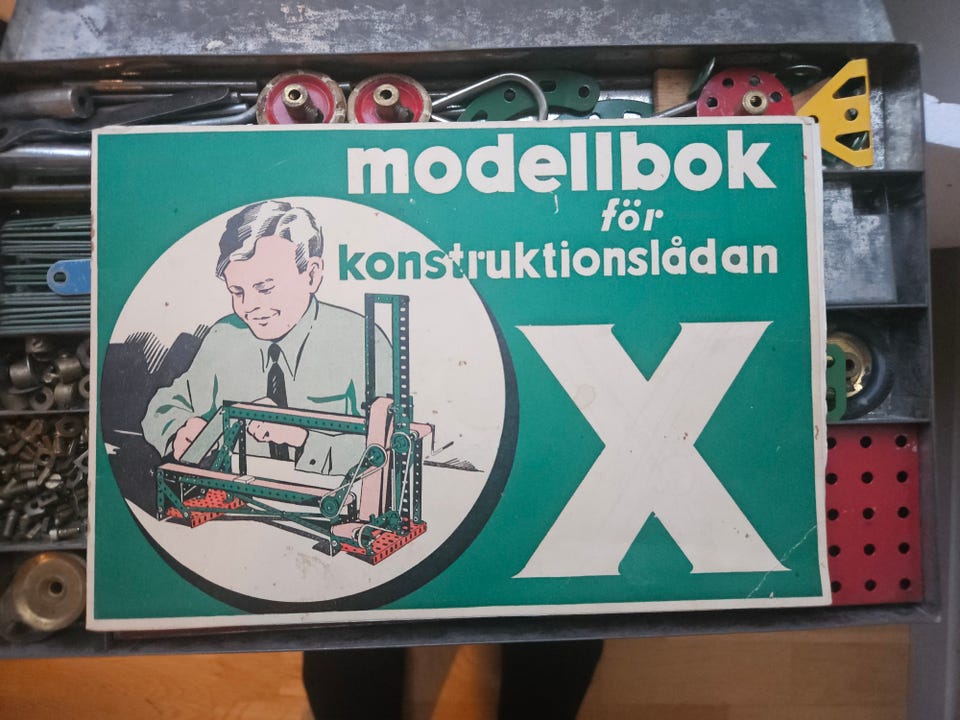 modellbok
för
konstruktionslådan
X